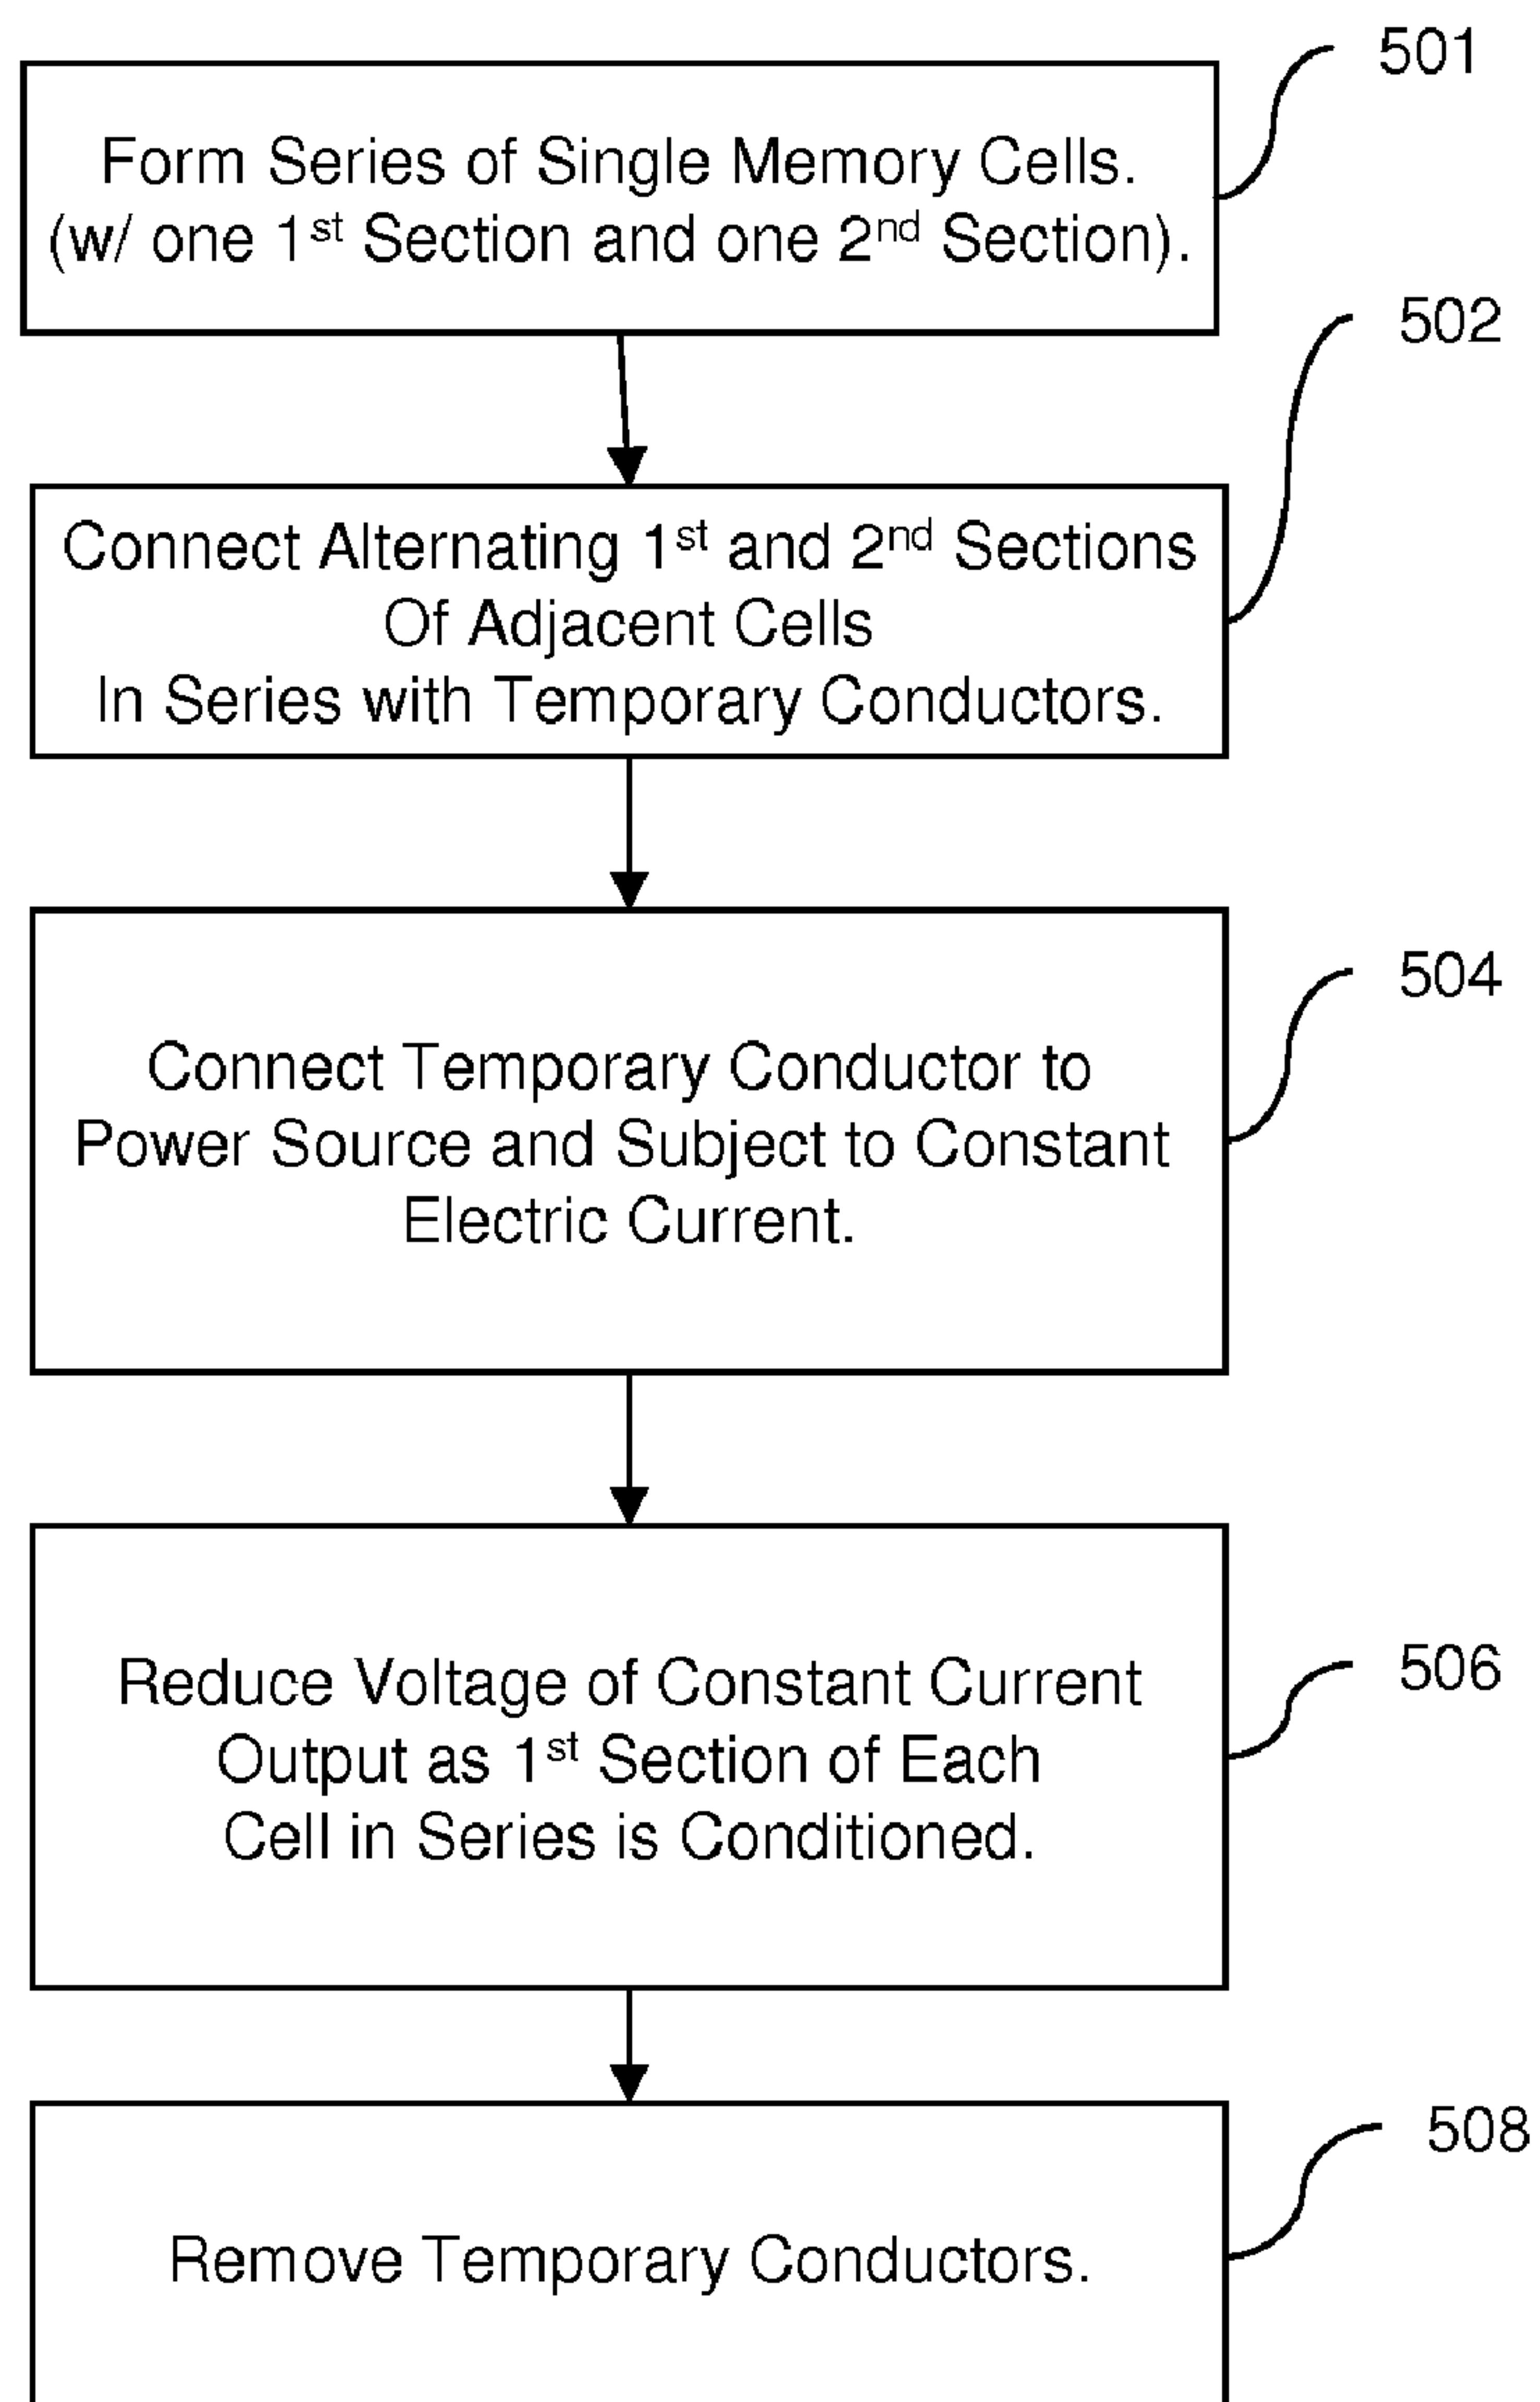 501
Form Series of Single Memory Cells.
(w/ one 1st Section and one 2nd Section).
502
Connect Alternating 1st and 2nd Sections
Of Adjacent Cells
In Series with Temporary Conductors.
504
Connect Temporary Conductor to
Power Source and Subject to Constant
Electric Current.
506
Reduce Voltage of Constant Current
Output as 1st Section of Each
Cell in Series is Conditioned.
508
Remove Temporary Conductors.